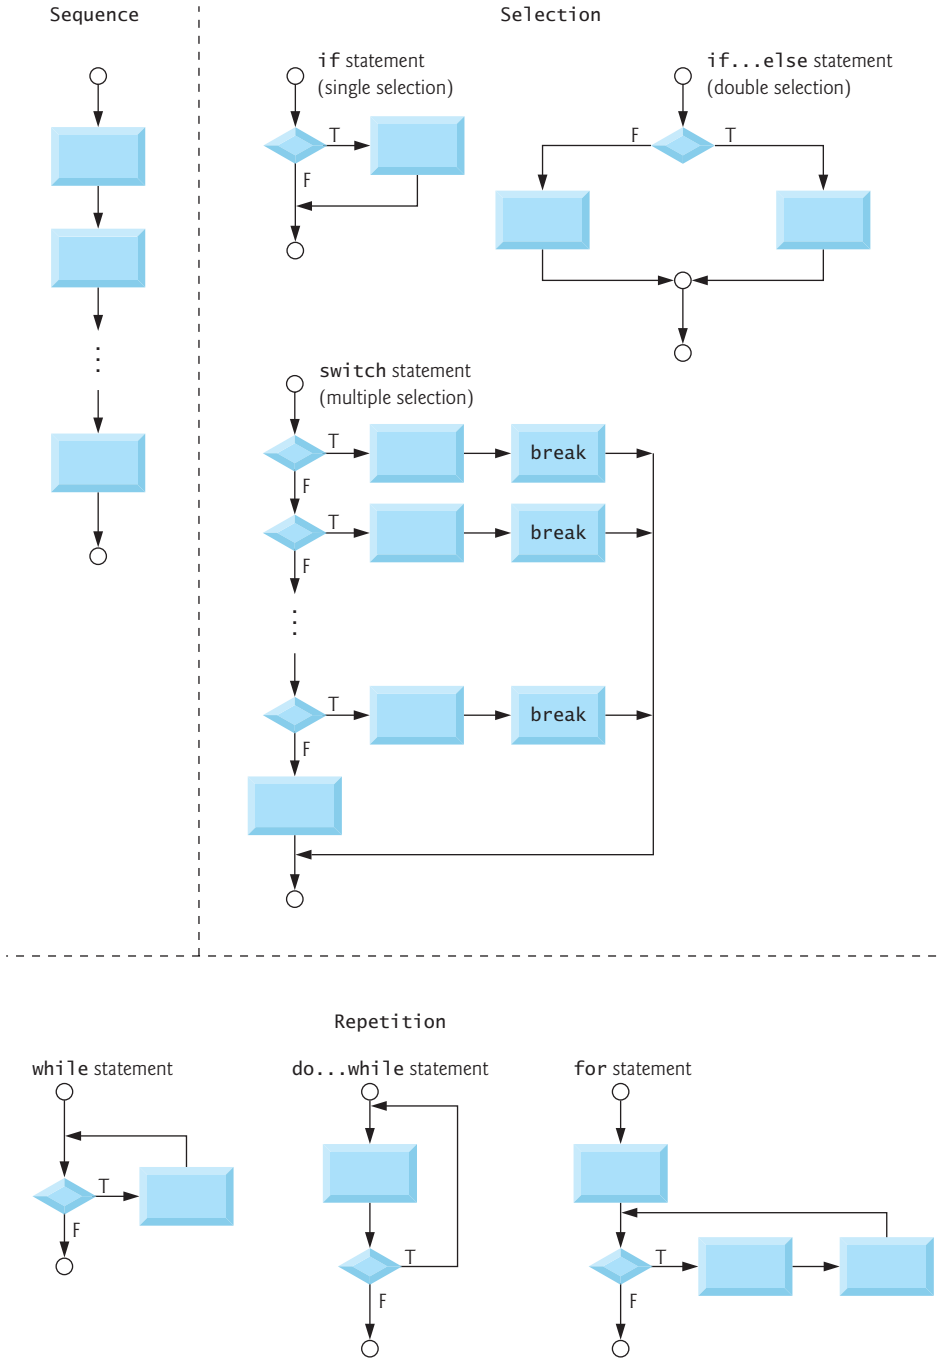 Sequence
Selection
if statement
(single selection)
T
F
if...else statement
(double selection)
F
T
switch statement
(multiple selection)
T
break
F
T
break
F
T
break
F
Repetition
while statement
T
F
do...while statement
T
F
for statement
T
F